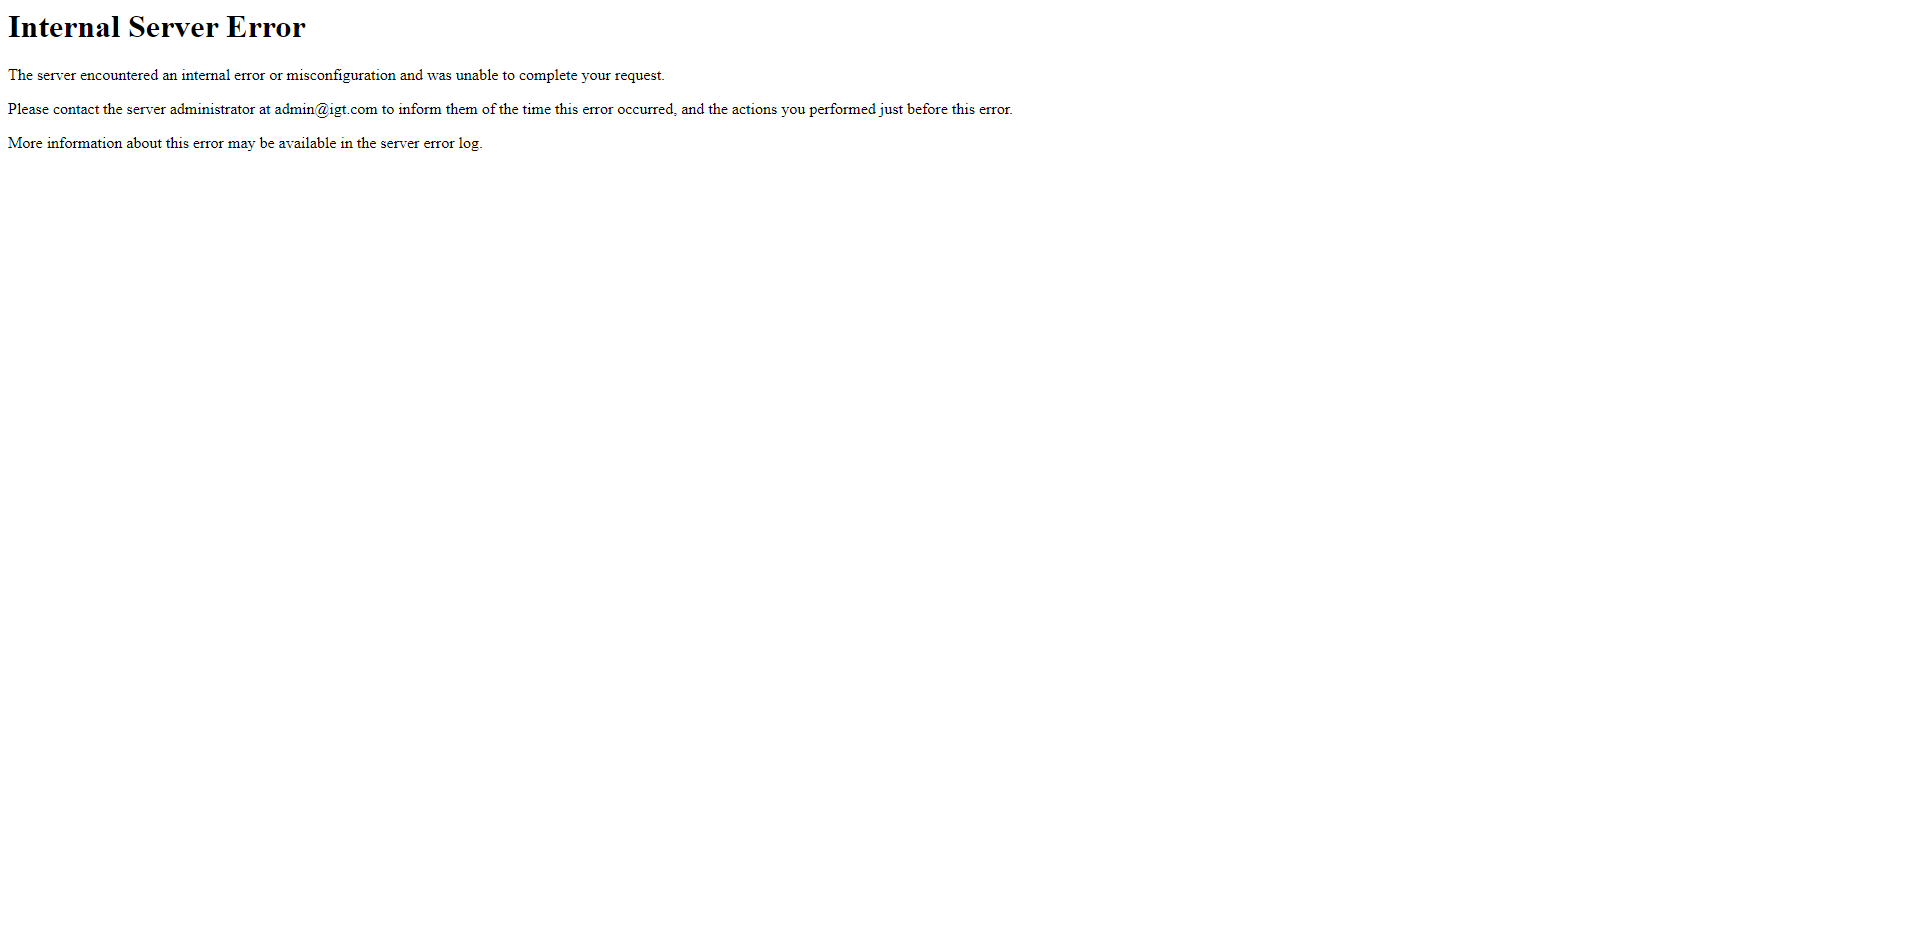 Internal Server Error
The server encountered an internal error or misconfiguration and was unable to complete your request.
Please contact the server administrator at admin@igt.com to inform them of the time this error occurred, and the actions you performed just before this error.
More information about this error may be available in the server error log.